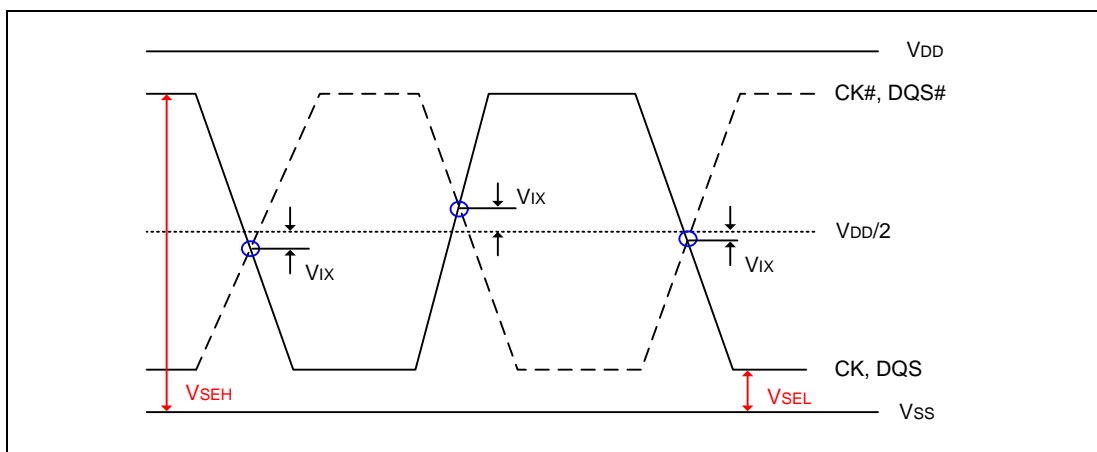 VDD
CK#, DQS#
VIX
VDD/2
VIX
VIX
CK, DQS
VSEH
VSEL
VSS